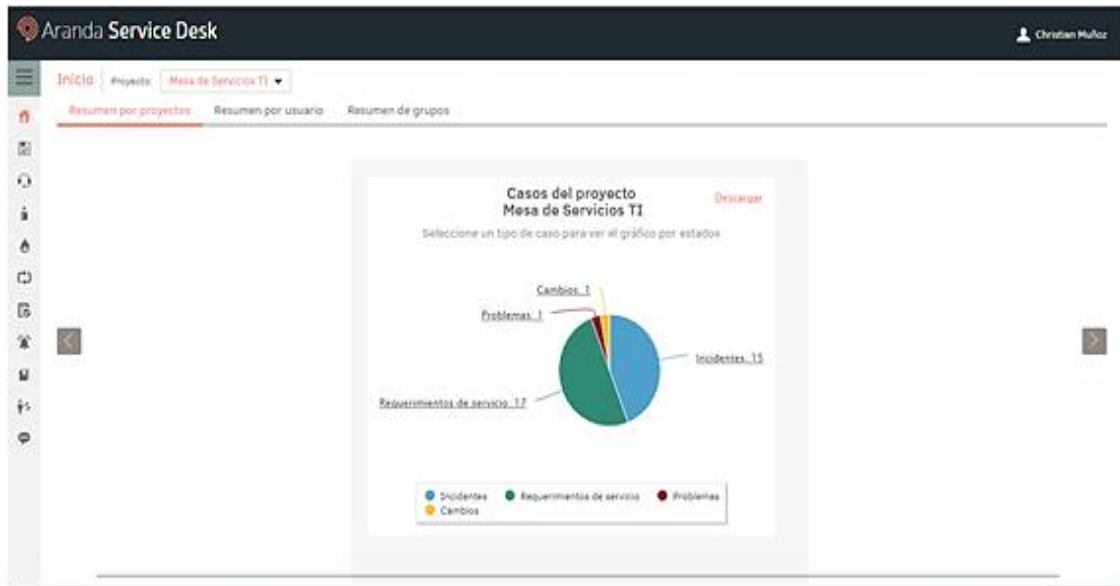 Aranda Service Desk
Christian Muñoz
Inicio Proyecto: Mesa de Servicios TI
Resumen por proyectos Resumen por usuario Resumen de grupos
Casos del proyecto
Mesa de Servicios TI
Descargar
Seleccione un tipo de caso para ver el gráfico por estados
Cambios, 1
Problemas, 1
Incidentes, 15
Requerimientos de servicio, 17
Incidentes Requerimientos de servicio Problemas
Cambios